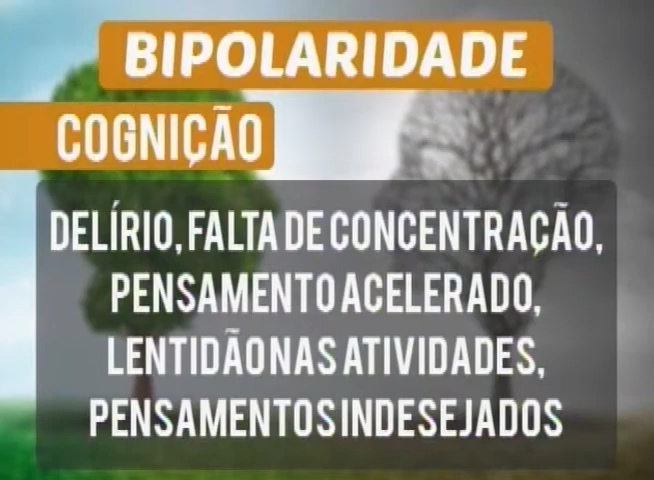 BIPOLARIDADE
COGNIÇÃO
DELÍRIO, FALTA DE CONCENTRAÇÃO,
PENSAMENTO ACELERADO,
LENTIDÃO NAS ATIVIDADES,
PENSAMENTOS INDESEJADOS